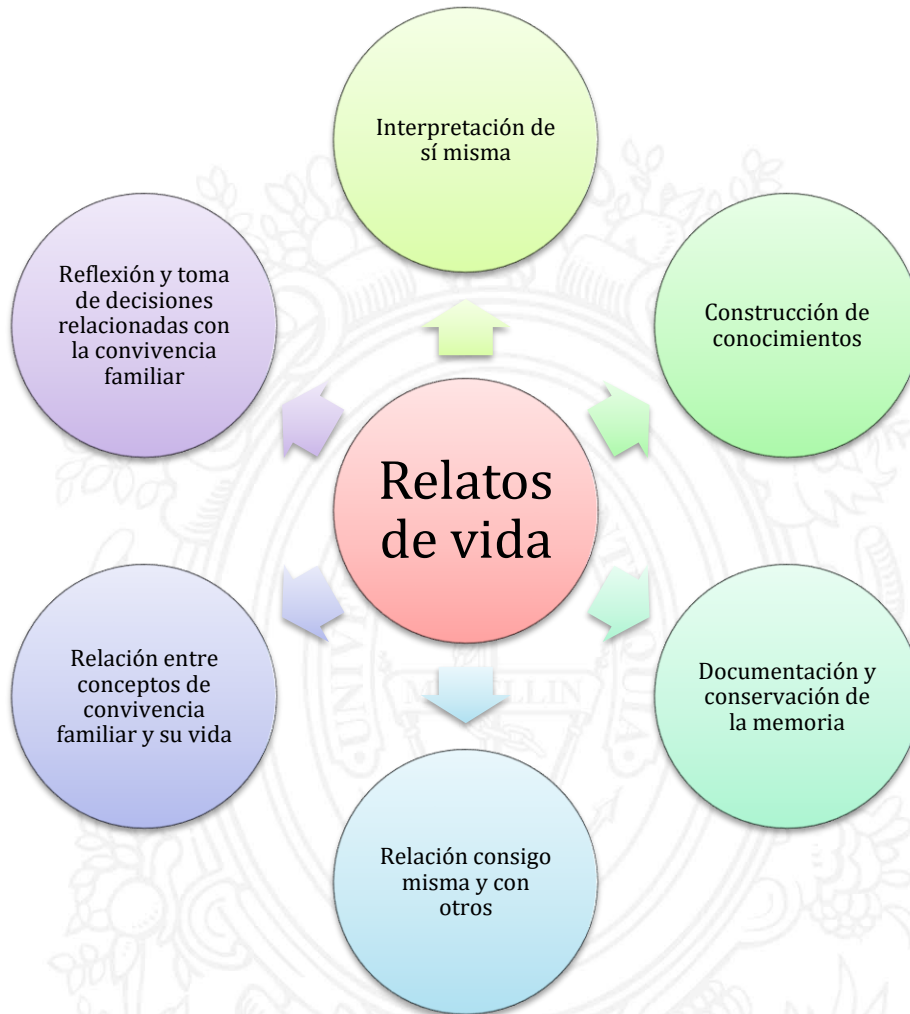 Interpretación de
sí misma
Construcción de
conocimientos
Documentación y
conservación de
la memoria
Relación consigo
misma y con
otros
Relación entre
conceptos de
convivencia
familiar y su vida
Reflexión y toma
de decisiones
relacionadas con
la convivencia
familiar
Relatos
de vida